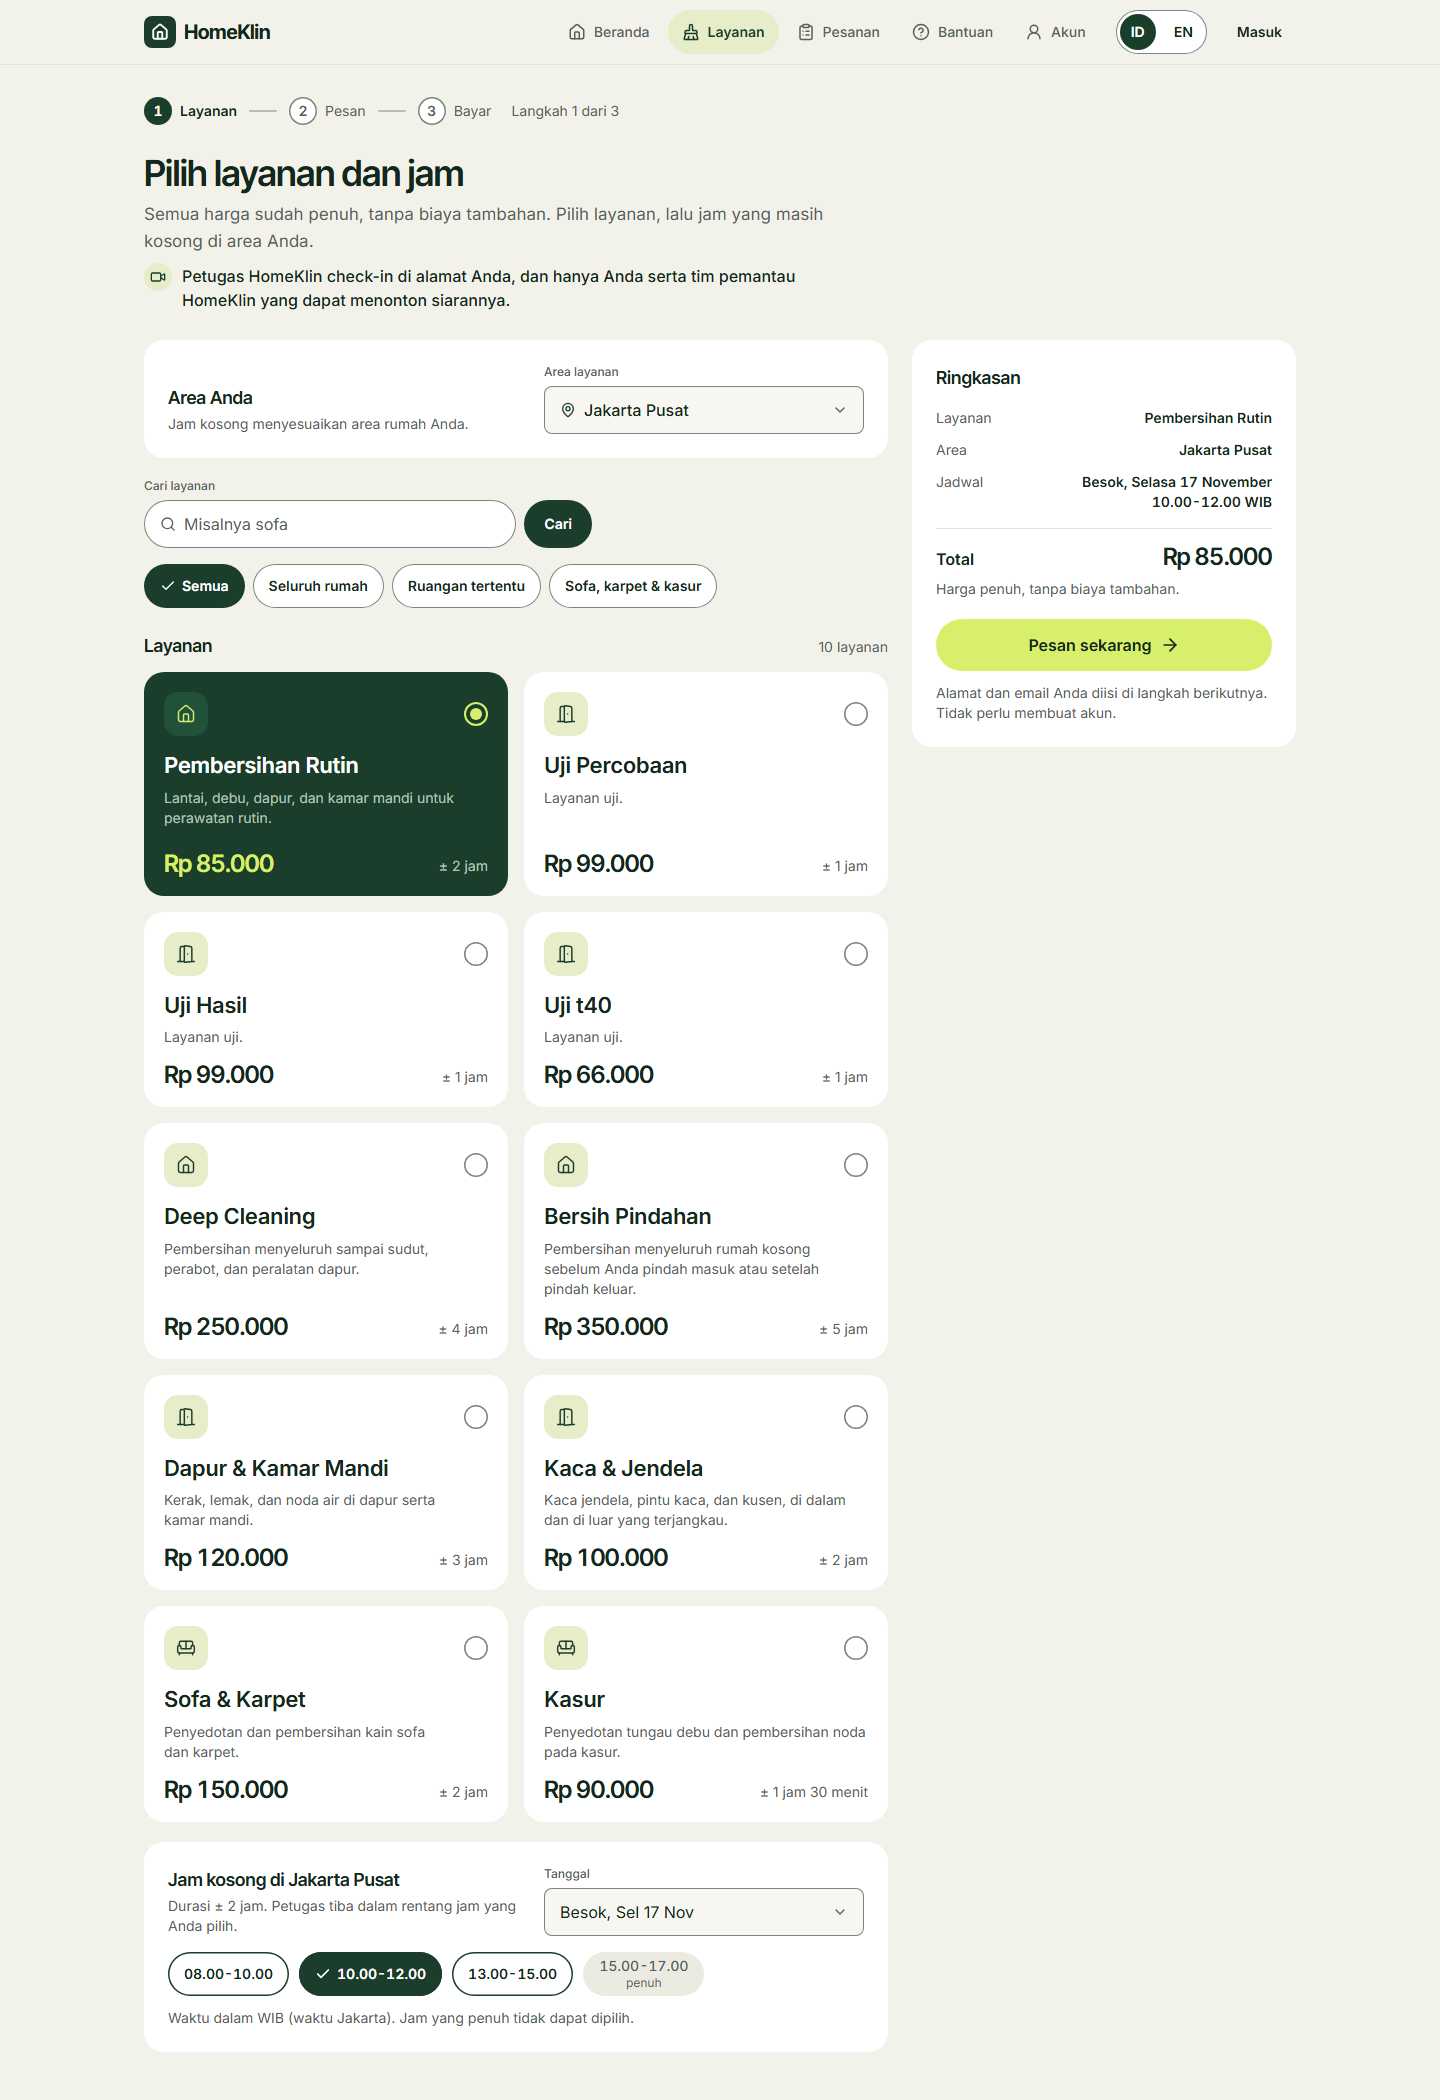 HomeKlin
Beranda
Layanan
Pesanan
Bantuan
Akun
ID
EN
Masuk
1 Layanan
2 Pesan
3 Bayar
Langkah 1 dari 3
Pilih layanan dan jam
Semua harga sudah penuh, tanpa biaya tambahan. Pilih layanan, lalu jam yang masih
kosong di area Anda.
Petugas HomeKlin check-in di alamat Anda, dan hanya Anda serta tim pemantau
HomeKlin yang dapat menonton siarannya.
Area Anda
Jam kosong menyesuaikan area rumah Anda.
Area layanan
Jakarta Pusat
Cari layanan
Misalnya sofa
Cari
Semua
Seluruh rumah
Ruangan tertentu
Sofa, karpet & kasur
Layanan
10 layanan
Pembersihan Rutin
Lantai, debu, dapur, dan kamar mandi untuk
perawatan rutin.
Rp 85.000
± 2 jam
Uji Percobaan
Layanan uji.
Rp 99.000
± 1 jam
Uji Hasil
Layanan uji.
Rp 99.000
± 1 jam
Uji t40
Layanan uji.
Rp 66.000
± 1 jam
Deep Cleaning
Pembersihan menyeluruh sampai sudut,
perabot, dan peralatan dapur.
Rp 250.000
± 4 jam
Bersih Pindahan
Pembersihan menyeluruh rumah kosong
sebelum Anda pindah masuk atau setelah
pindah keluar.
Rp 350.000
± 5 jam
Dapur & Kamar Mandi
Kerak, lemak, dan noda air di dapur serta
kamar mandi.
Rp 120.000
± 3 jam
Kaca & Jendela
Kaca jendela, pintu kaca, dan kusen, di dalam
dan di luar yang terjangkau.
Rp 100.000
± 2 jam
Sofa & Karpet
Penyedotan dan pembersihan kain sofa
dan karpet.
Rp 150.000
± 2 jam
Kasur
Penyedotan tungau debu dan pembersihan noda
pada kasur.
Rp 90.000
± 1 jam 30 menit
Jam kosong di Jakarta Pusat
Durasi ± 2 jam. Petugas tiba dalam rentang jam yang
Anda pilih.
Tanggal
Besok, Sel 17 Nov
08.00-10.00
10.00-12.00
13.00-15.00
15.00-17.00
penuh
Waktu dalam WIB (waktu Jakarta). Jam yang penuh tidak dapat dipilih.
Ringkasan
Layanan
Pembersihan Rutin
Area
Jakarta Pusat
Jadwal
Besok, Selasa 17 November
10.00-12.00 WIB
Total
Rp 85.000
Harga penuh, tanpa biaya tambahan.
Pesan sekarang
Alamat dan email Anda diisi di langkah berikutnya.
Tidak perlu membuat akun.